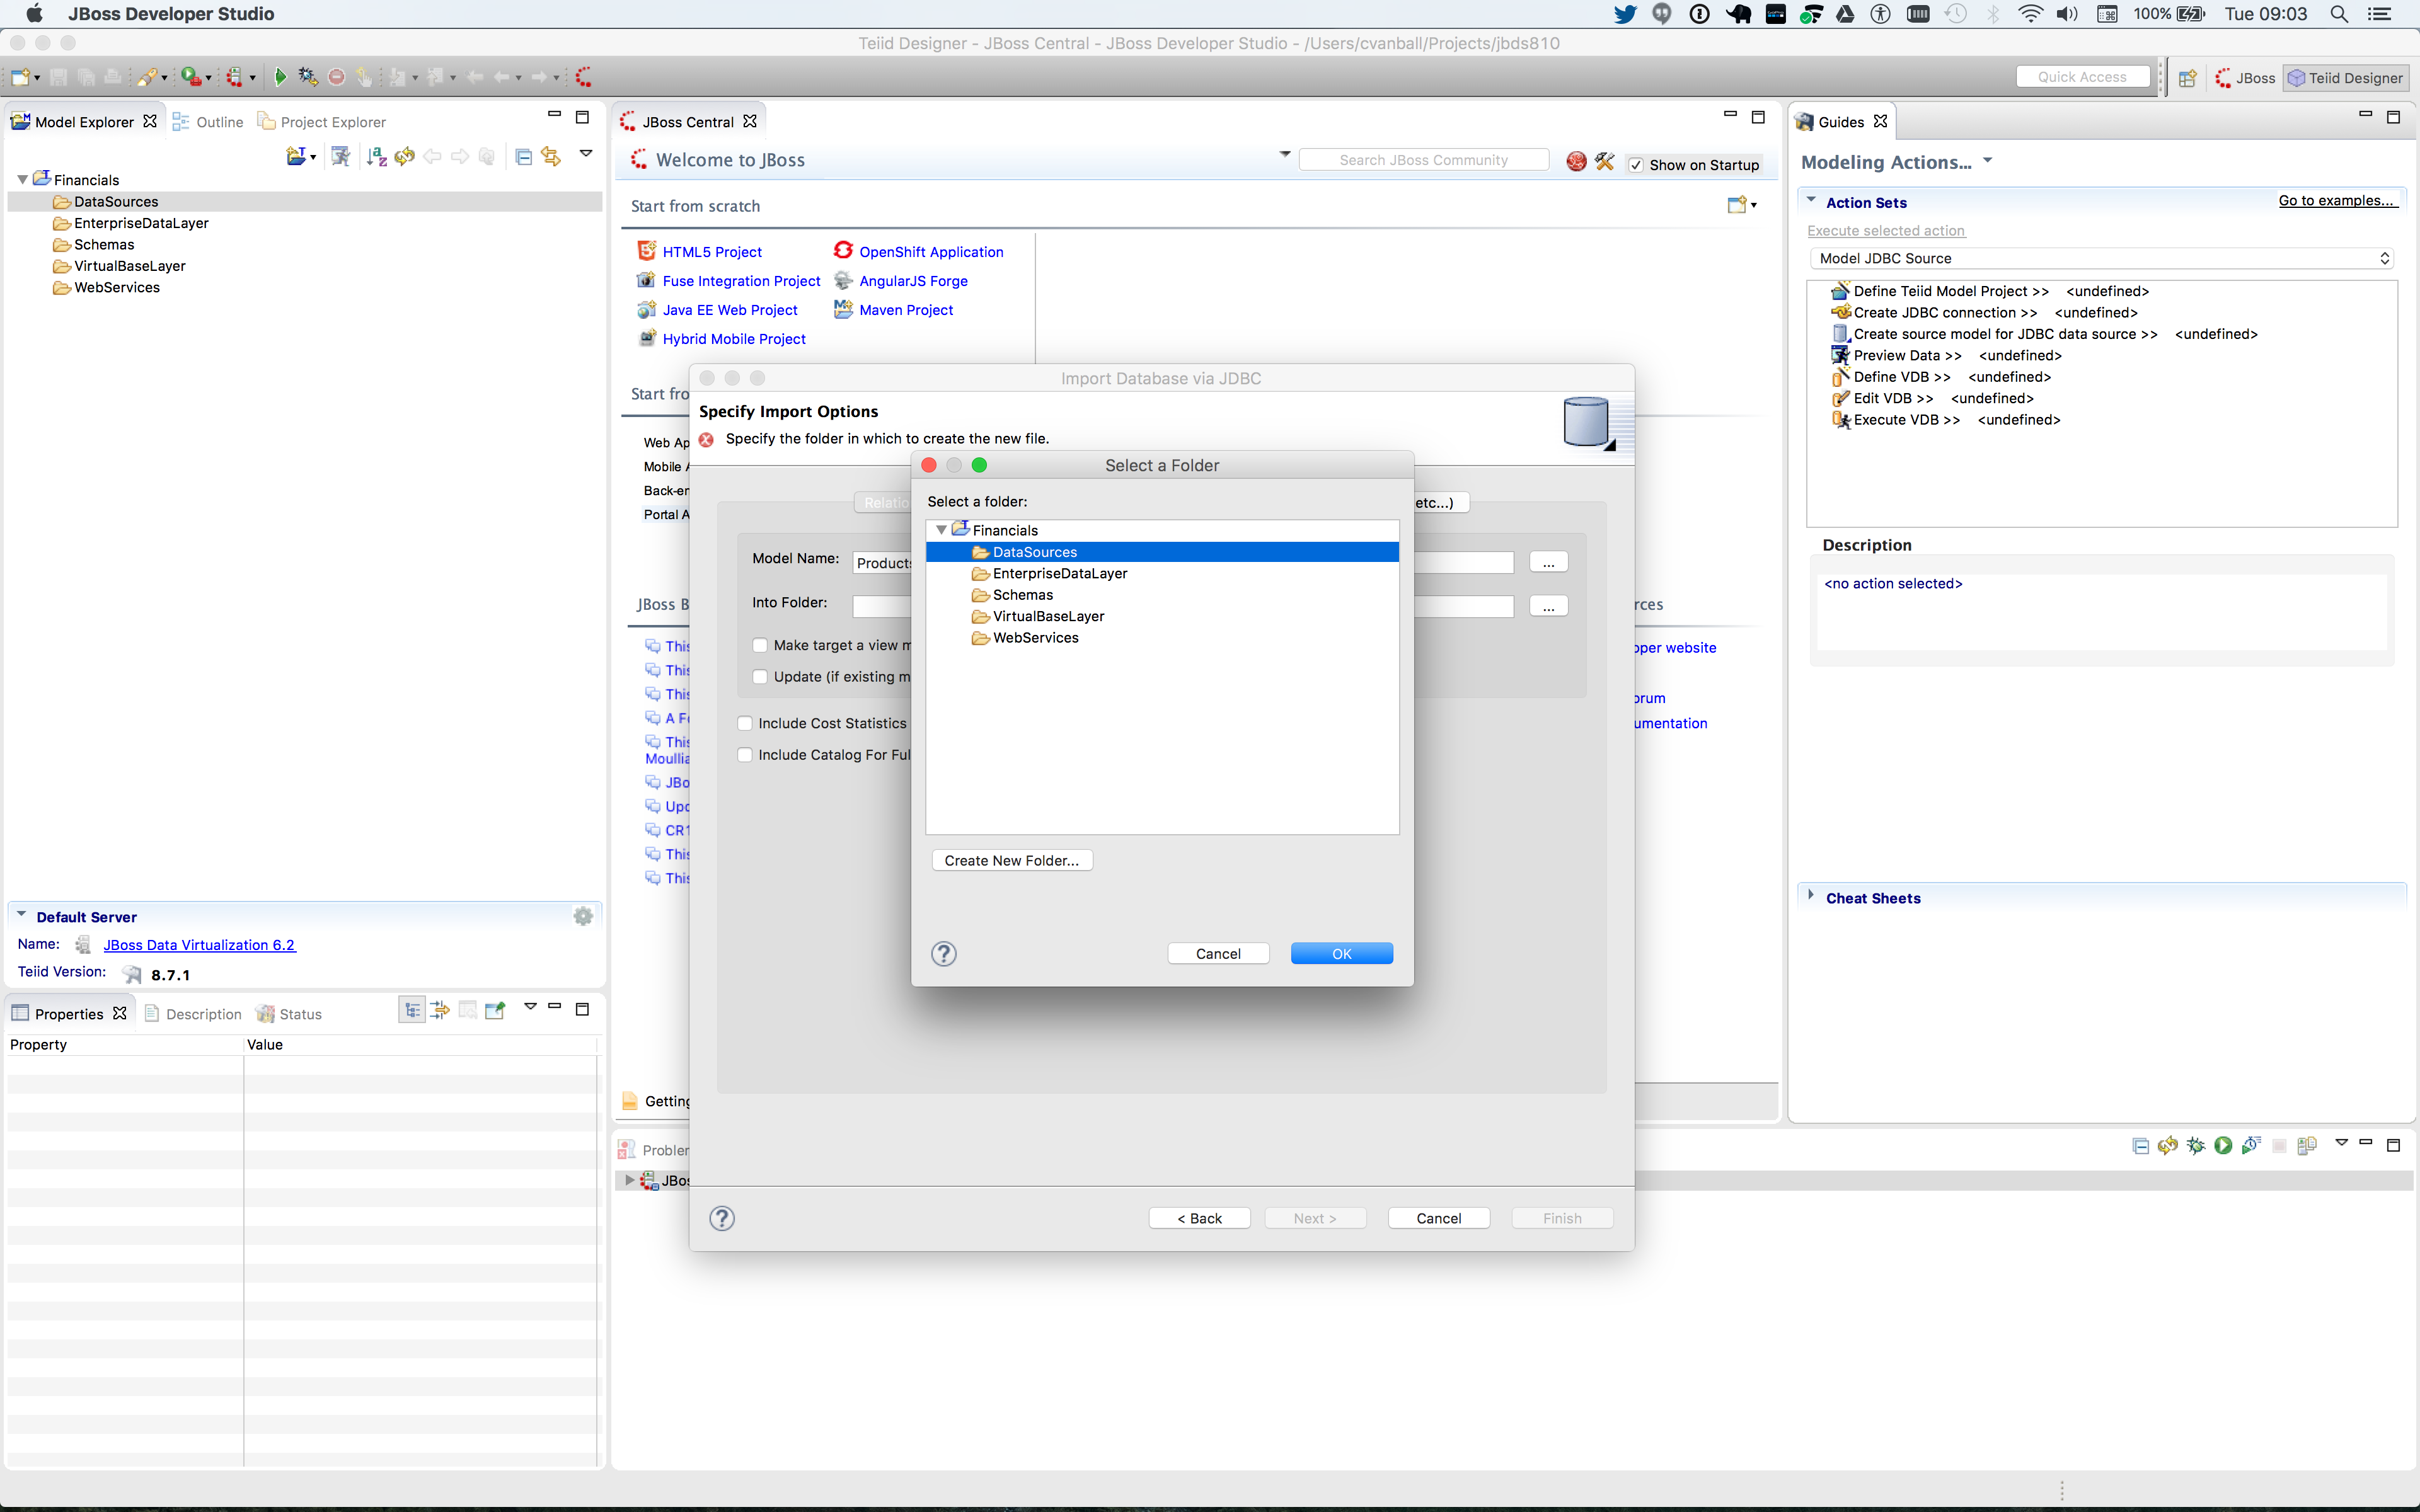 JBoss Developer Studio
100%
Tue 09:03
Teiid Designer - JBoss Central - JBoss Developer Studio - /Users/cvanball/Projects/jbds810
Quick Access
JBoss
Teiid Designer
Model Explorer
Outline
Project Explorer
Financials
DataSources
EnterpriseDataLayer
Schemas
VirtualBaseLayer
WebServices
Default Server
Name: JBoss Data Virtualization 6.2
Teiid Version: 8.7.1
Properties
Description
Status
Property Value
JBoss Central
Welcome to JBoss
Search JBoss Community
Show on Startup
Start from scratch
HTML5 Project
OpenShift Application
Fuse Integration Project
AngularJS Forge
Java EE Web Project
Maven Project
Hybrid Mobile Project
Start fro
Web Ap
Mobile A
Back-en
Portal A
JBoss B
This
This
This
A Fe
This
Moullia
JBo
Upd
CR1
This
This
Getting
Problem
JBos
rces
oper website
orum
umentation
Import Database via JDBC
Specify Import Options
Specify the folder in which to create the new file.
Relatio
etc...)
Model Name: Products
...
Into Folder:
...
Make target a view m
Update (if existing m
Include Cost Statistics
Include Catalog For Ful
< Back
Next >
Cancel
Finish
Select a Folder
Select a folder:
Financials
DataSources
EnterpriseDataLayer
Schemas
VirtualBaseLayer
WebServices
Create New Folder...
Cancel
OK
Guides
Modeling Actions...
Action Sets
Go to examples...
Execute selected action
Model JDBC Source
Define Teiid Model Project >> <undefined>
Create JDBC connection >> <undefined>
Create source model for JDBC data source >> <undefined>
Preview Data >> <undefined>
Define VDB >> <undefined>
Edit VDB >> <undefined>
Execute VDB >> <undefined>
Description
<no action selected>
Cheat Sheets